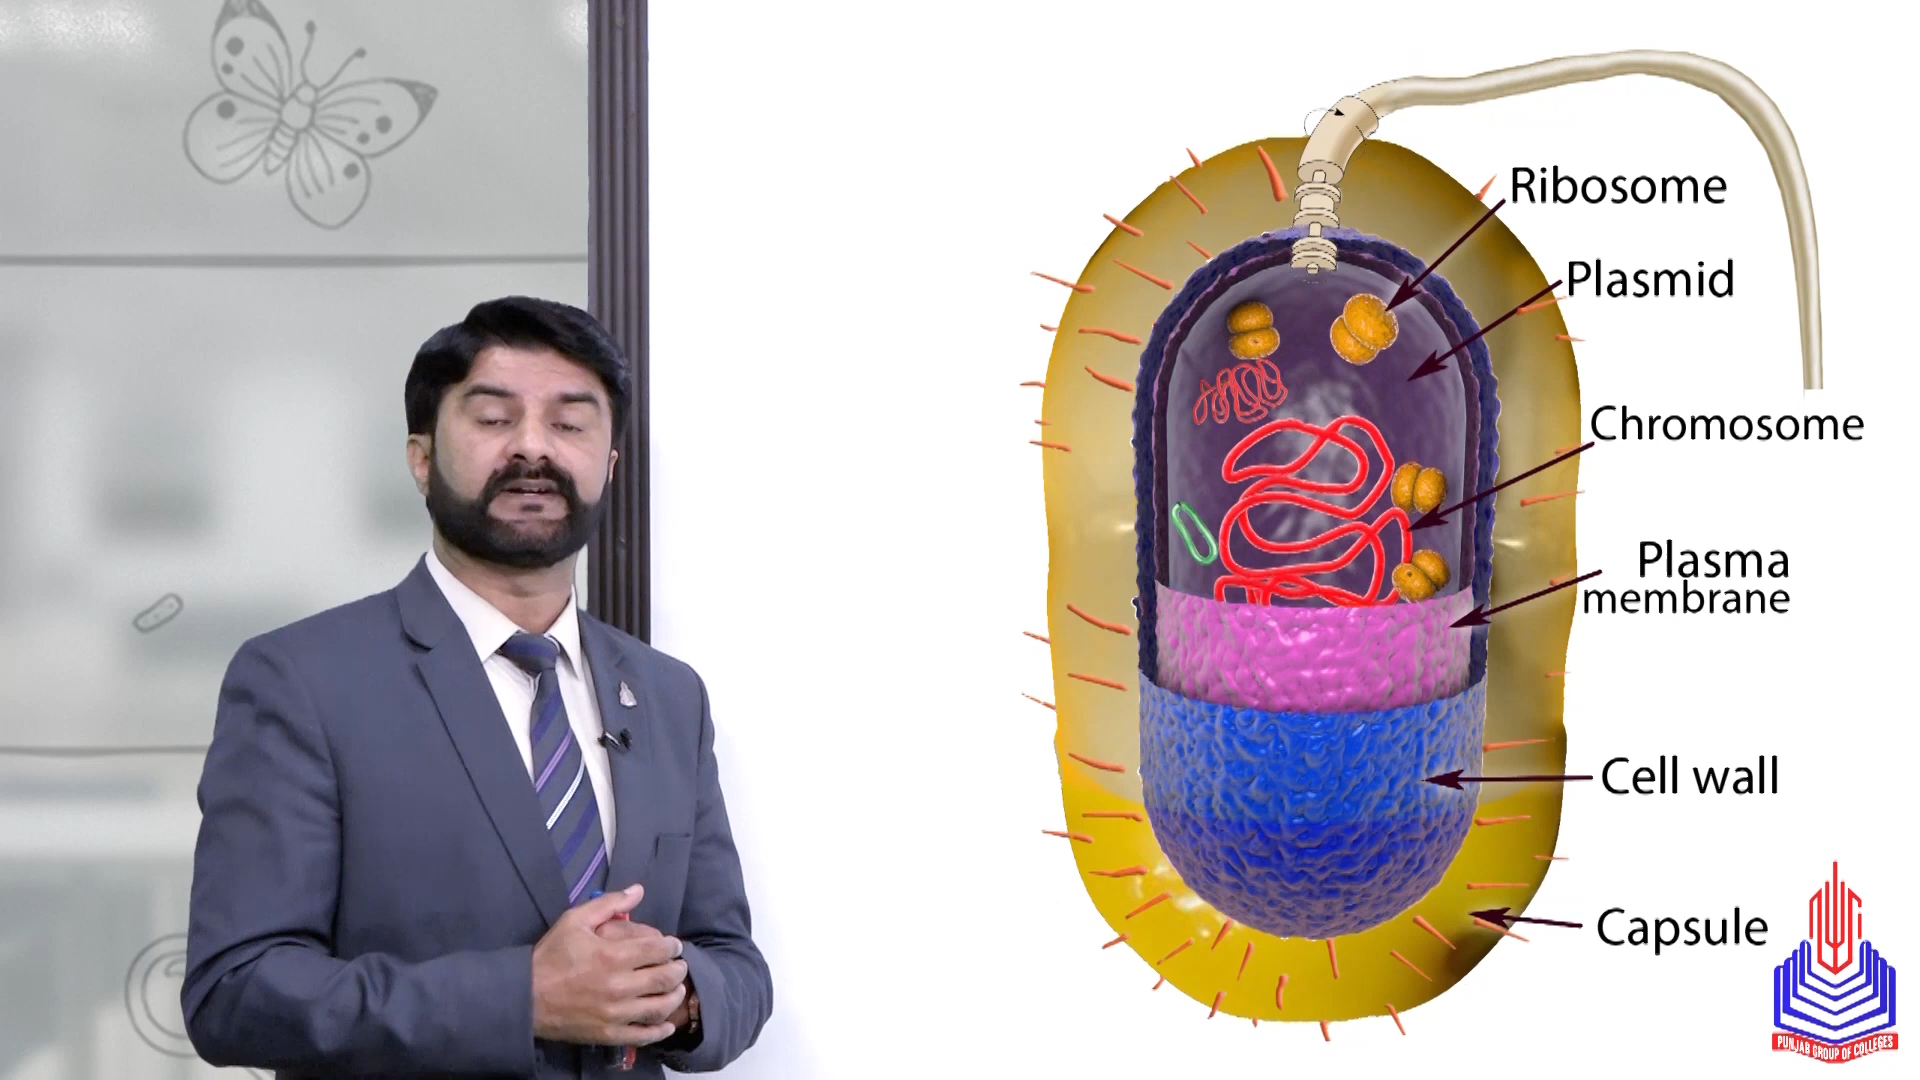 Ribosome
Plasmid
Chromosome
Plasma
membrane
Cell wall
Capsule
PUNJAB GROUP OF COLLEGES